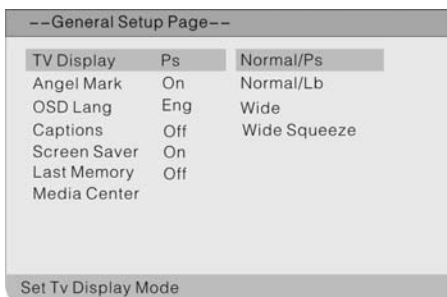 --General Setup Page--
TV Display Ps Normal/Ps
Angel Mark On Normal/Lb
OSD Lang Eng Wide
Captions Off Wide Squeeze
Screen Saver On
Last Memory Off
Media Center
Set Tv Display Mode